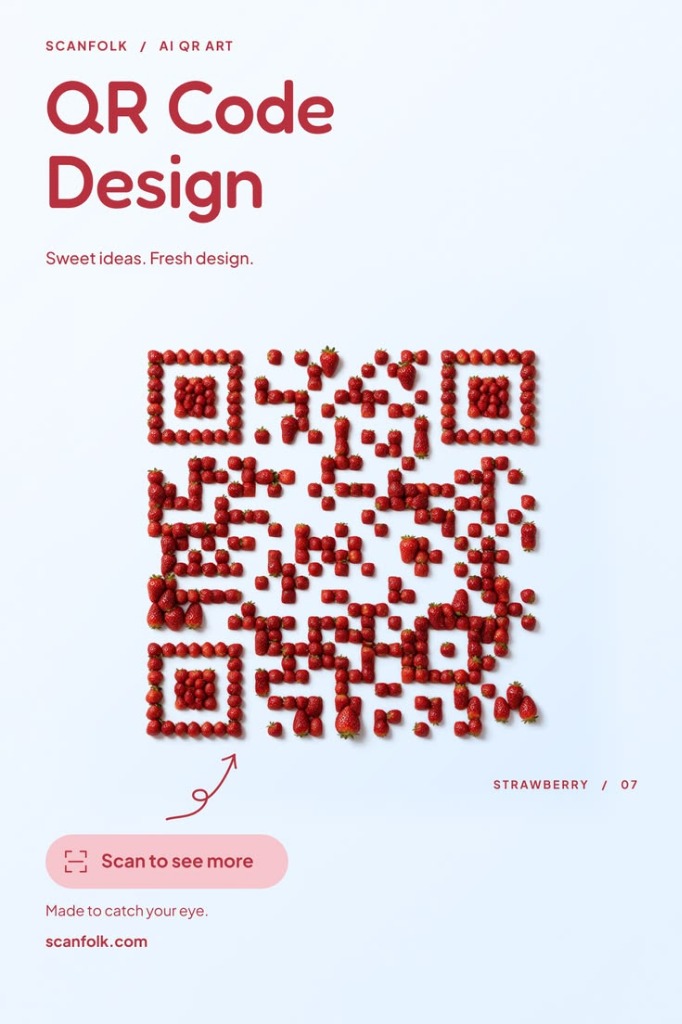 SCANFOLK / AI QR ART
QR Code
Design
Sweet ideas. Fresh design.
STRAWBERRY / 07
Scan to see more
Made to catch your eye.
scanfolk.com